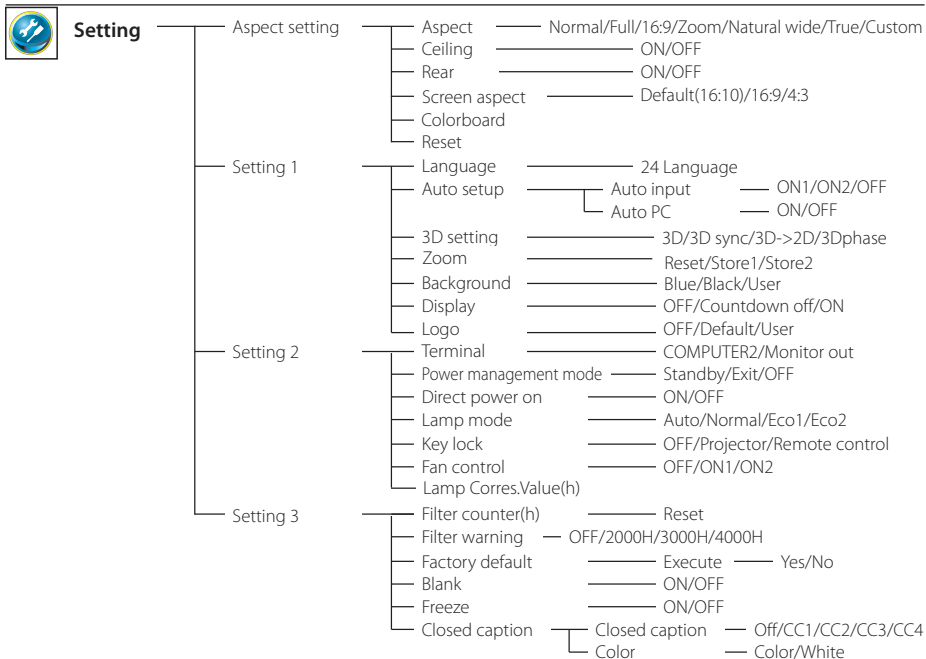 Setting Aspect setting Aspect Normal/Full/16:9/Zoom/Natural wide/True/Custom
Ceiling ON/OFF
Rear ON/OFF
Screen aspect Default(16:10)/16:9/4:3
Colorboard
Reset
Setting 1 Language 24 Language
Auto setup Auto input ON1/ON2/OFF
Auto PC ON/OFF
3D setting 3D/3D sync/3D->2D/3Dphase
Zoom Reset/Store1/Store2
Background Blue/Black/User
Display OFF/Countdown off/ON
Logo OFF/Default/User
Setting 2 Terminal COMPUTER2/Monitor out
Power management mode Standby/Exit/OFF
Direct power on ON/OFF
Lamp mode Auto/Normal/Eco1/Eco2
Key lock OFF/Projector/Remote control
Fan control OFF/ON1/ON2
Lamp Corres.Value(h)
Setting 3 Filter counter(h) Reset
Filter warning OFF/2000H/3000H/4000H
Factory default Execute Yes/No
Blank ON/OFF
Freeze ON/OFF
Closed caption Closed caption Off/CC1/CC2/CC3/CC4
Color Color/White